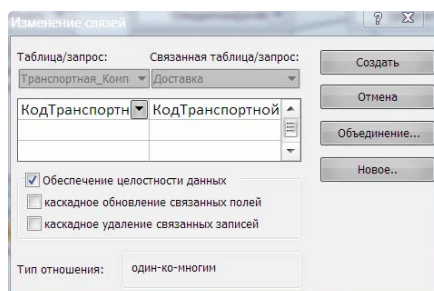 Изменение связей
Таблица/запрос: Связанная таблица/запрос:
Транспортная_Комп Доставка
КодТранспортн КодТранспортной
Обеспечение целостности данных
каскадное обновление связанных полей
каскадное удаление связанных записей
Тип отношения: один-ко-многим
Создать
Отмена
Объединение...
Новое..